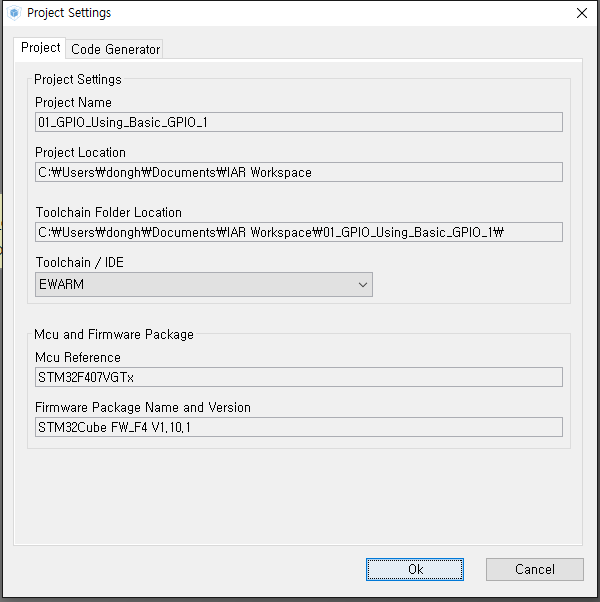 Project Settings
Project
Code Generator
Project Settings
Project Name
01_GPIO_Using_Basic_GPIO_1
Project Location
C:₩Users₩dongh₩Documents₩IAR Workspace
Toolchain Folder Location
C:₩Users₩dongh₩Documents₩IAR Workspace₩01_GPIO_Using_Basic_GPIO_1₩
Toolchain / IDE
EWARM
Mcu and Firmware Package
Mcu Reference
STM32F407VGTx
Firmware Package Name and Version
STM32Cube FW_F4 V1.10.1
Ok
Cancel